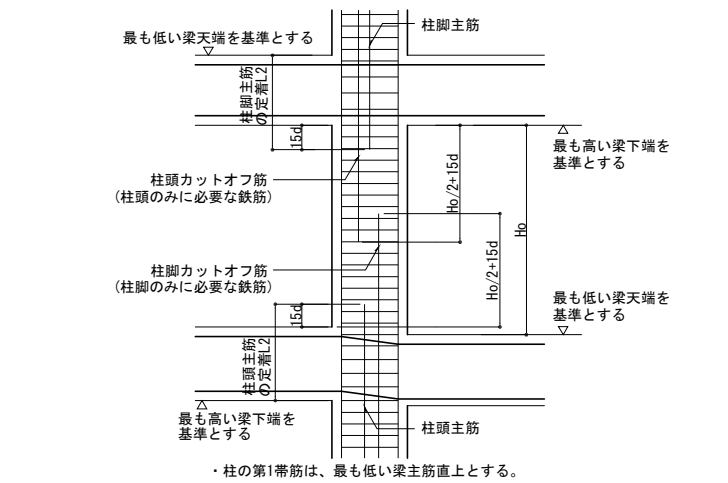 柱脚主筋
最も低い梁天端を基準とする
柱脚主筋
の定着L2
15d
最も高い梁下端を
基準とする
柱頭カットオフ筋
(柱頭のみに必要な鉄筋)
Ho/2+15d
Ho
Ho/2+15d
柱脚カットオフ筋
(柱脚のみに必要な鉄筋)
最も低い梁天端を
基準とする
15d
柱頭主筋
の定着L2
最も高い梁下端を
基準とする
柱頭主筋
・柱の第1帯筋は、最も低い梁主筋直上とする。